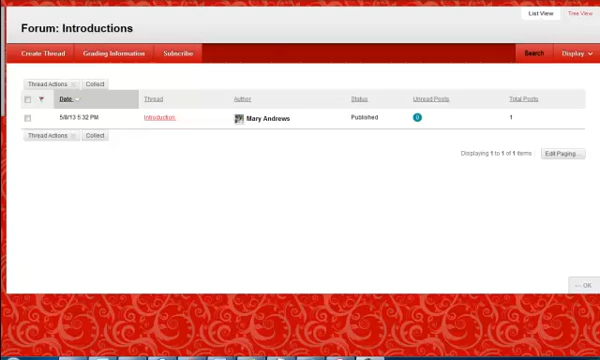 List View Tree View
Forum: Introductions
Create Thread Grading Information Subscribe Search Display
Thread Actions Collect
Date Thread Author Status Unread Posts Total Posts
5/8/13 5:32 PM Introduction Mary Andrews Published 0 1
Thread Actions Collect
Displaying 1 to 1 of 1 items Edit Paging...
← OK